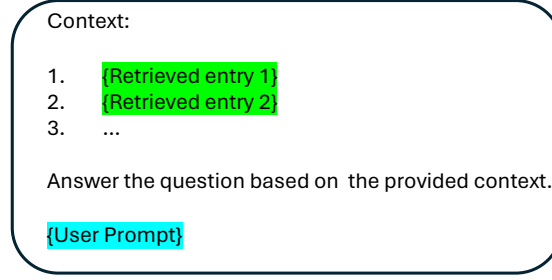 Context:
1. {Retrieved entry 1}
2. {Retrieved entry 2}
3. ...
Answer the question based on the provided context.
{User Prompt}